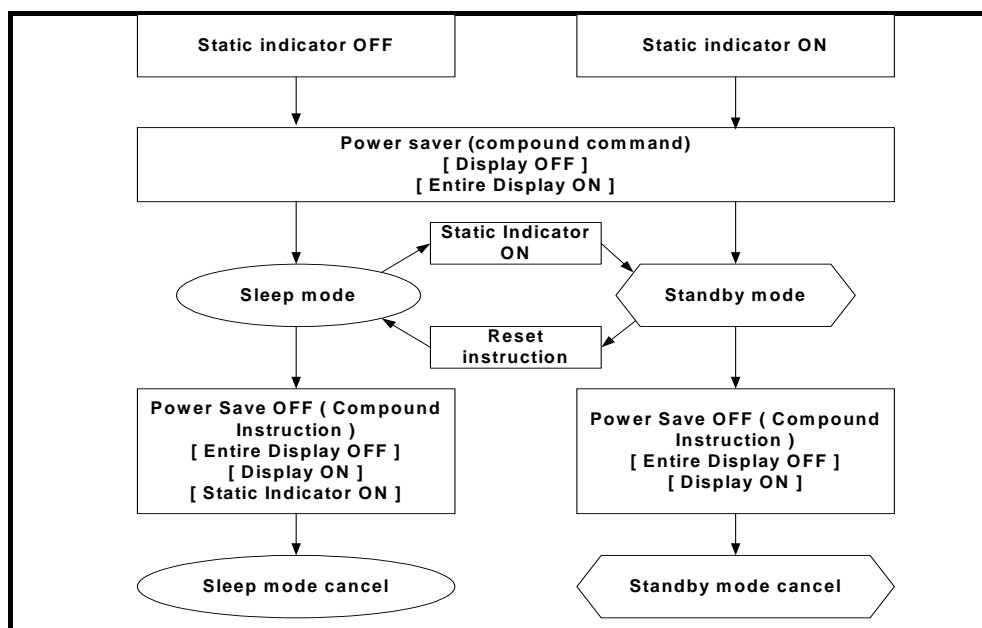 Static indicator OFF
Static indicator ON
Power saver (compound command)
[ Display OFF ]
[ Entire Display ON ]
Static Indicator
ON
Sleep mode
Standby mode
Reset
instruction
Power Save OFF ( Compound
Instruction )
[ Entire Display OFF ]
[ Display ON ]
[ Static Indicator ON ]
Power Save OFF ( Compound
Instruction )
[ Entire Display OFF ]
[ Display ON ]
Sleep mode cancel
Standby mode cancel